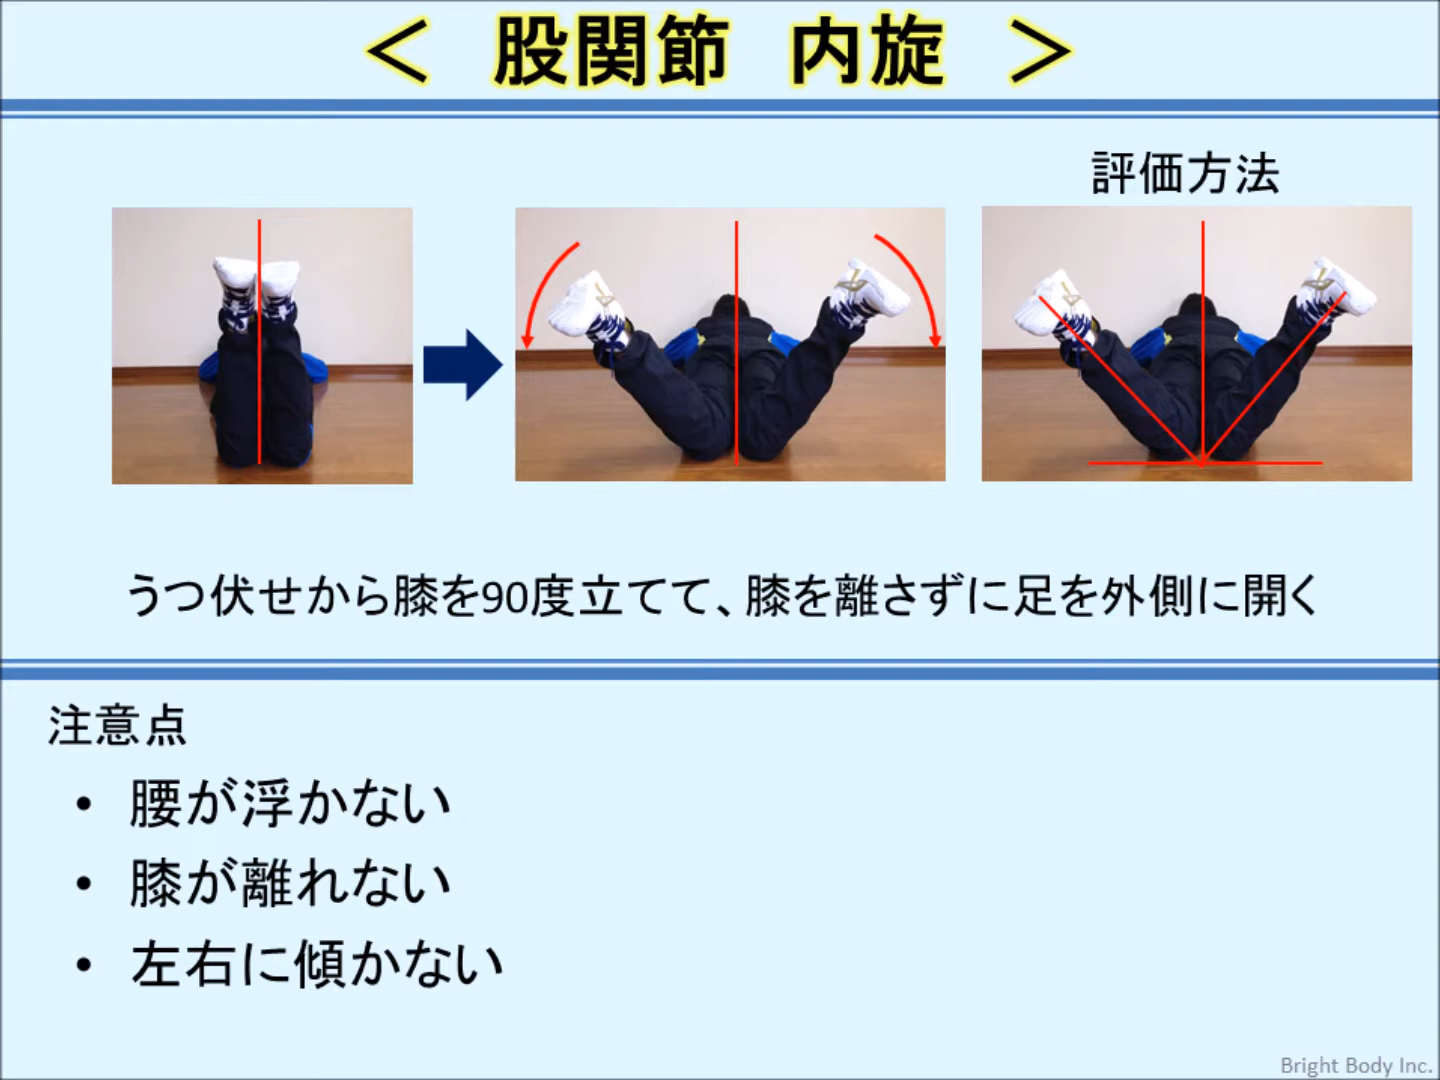 ＜　股関節　内旋　＞
評価方法
うつ伏せから膝を90度立てて、膝を離さずに足を外側に開く
注意点
• 腰が浮かない
• 膝が離れない
• 左右に傾かない
Bright Body Inc.